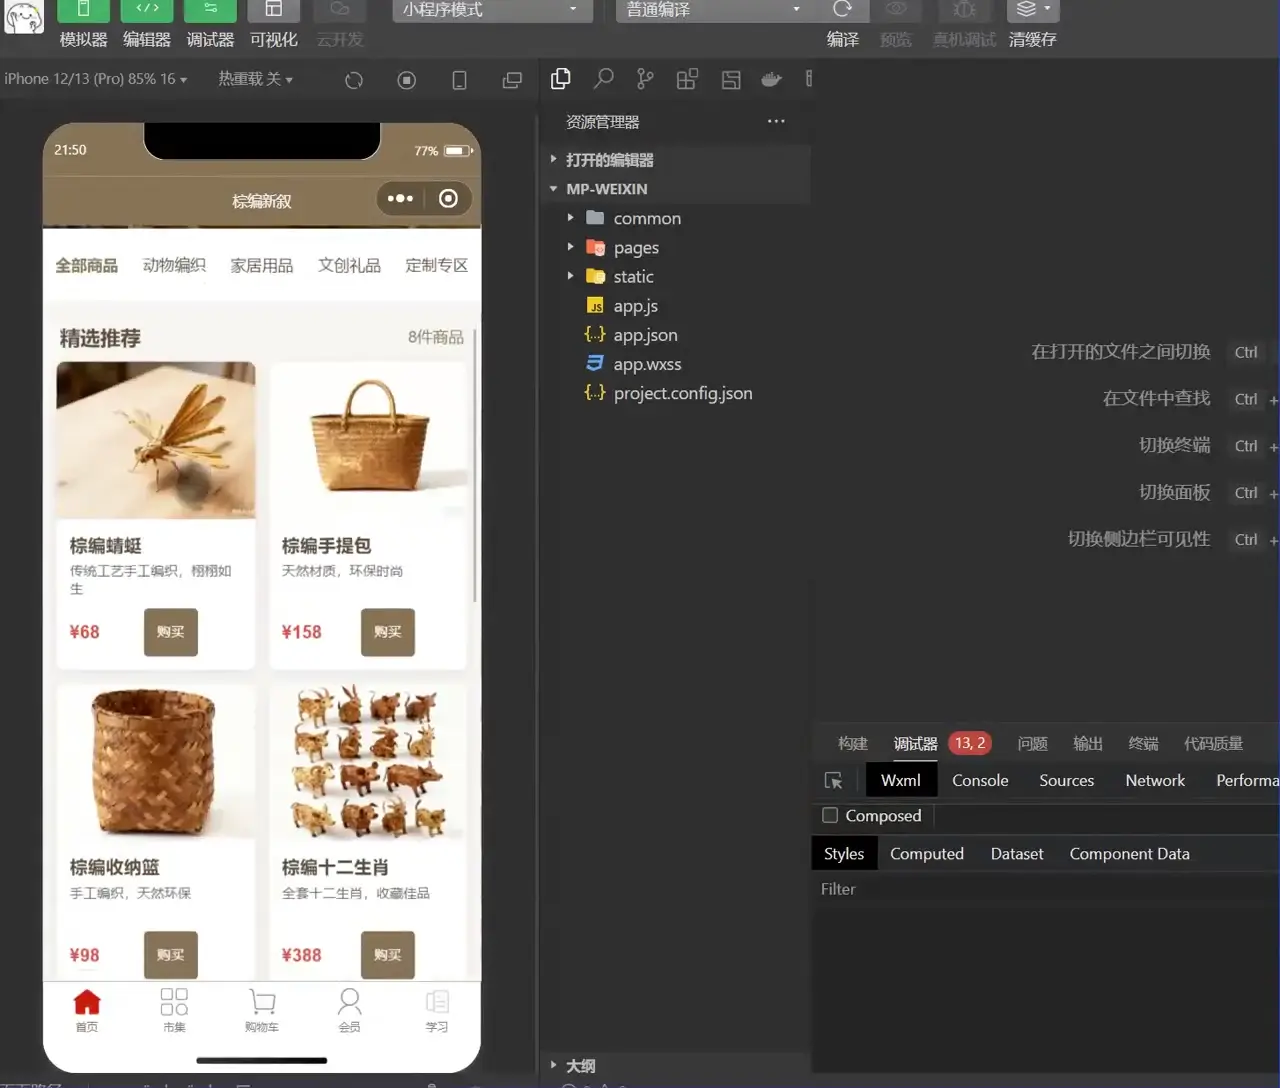 小程序模式
普通编译
模拟器 编辑器 调试器 可视化 云开发
编译 预览 真机调试 清缓存
iPhone 12/13 (Pro) 85% 16
热重载 关
资源管理器
打开的编辑器
MP-WEIXIN
common
pages
static
JS app.js
{..} app.json
app.wxss
{..} project.config.json
大纲
21:50
77%
棕编新叙
全部商品 动物编织 家居用品 文创礼品 定制专区
精选推荐
8件商品
棕编蜻蜓
传统工艺手工编织，栩栩如
生
¥68
购买
棕编手提包
天然材质，环保时尚
¥158
购买
棕编收纳篮
手工编织，天然环保
¥98
购买
棕编十二生肖
全套十二生肖，收藏佳品
¥388
购买
首页 市集 购物车 会员 学习
在打开的文件之间切换 Ctrl
在文件中查找 Ctrl +
切换终端 Ctrl +
切换面板 Ctrl +
切换侧边栏可见性 Ctrl +
构建 调试器 13, 2 问题 输出 终端 代码质量
Wxml Console Sources Network Performa
Composed
Styles Computed Dataset Component Data
Filter